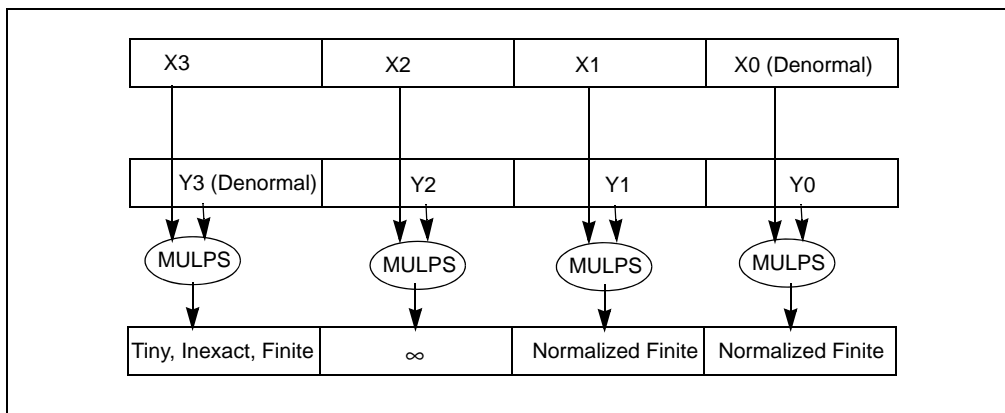 X3 X2 X1 X0 (Denormal)
Y3 (Denormal) Y2 Y1 Y0
MULPS MULPS MULPS MULPS
Tiny, Inexact, Finite ∞ Normalized Finite Normalized Finite